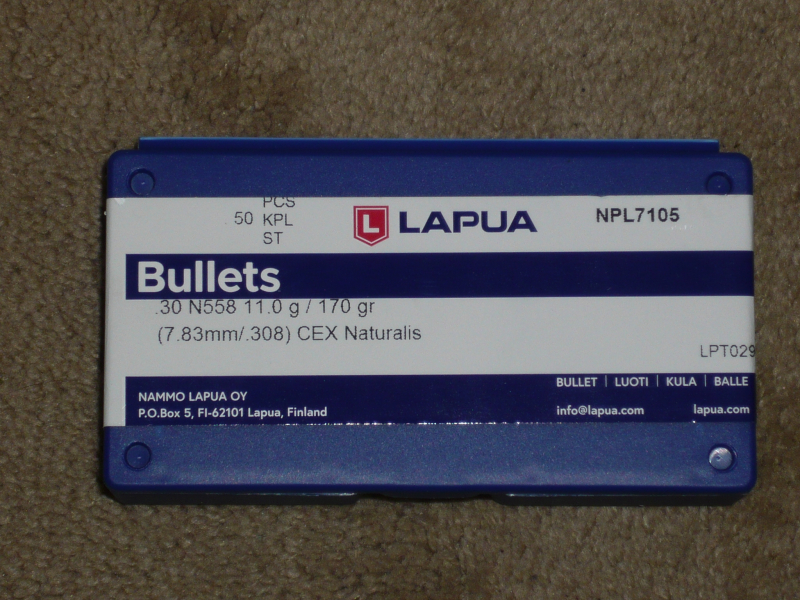 PCS
50 KPL
ST
L LAPUA
NPL7105
Bullets
.30 N558 11.0 g / 170 gr
(7.83mm/.308) CEX Naturalis
LPT029
BULLET | LUOTI | KULA | BALLE
NAMMO LAPUA OY
P.O.Box 5, FI-62101 Lapua, Finland
info@lapua.com
lapua.com